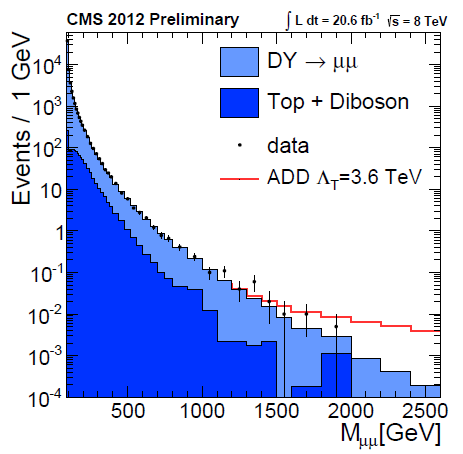 CMS 2012 Preliminary ∫ L dt = 20.6 fb⁻¹ √s = 8 TeV
Events / 1 GeV
10⁴
10³
10²
10
1
10⁻¹
10⁻²
10⁻³
10⁻⁴
DY → μμ
Top + Diboson
data
ADD Λ_T=3.6 TeV
500 1000 1500 2000 2500
M_μμ[GeV]